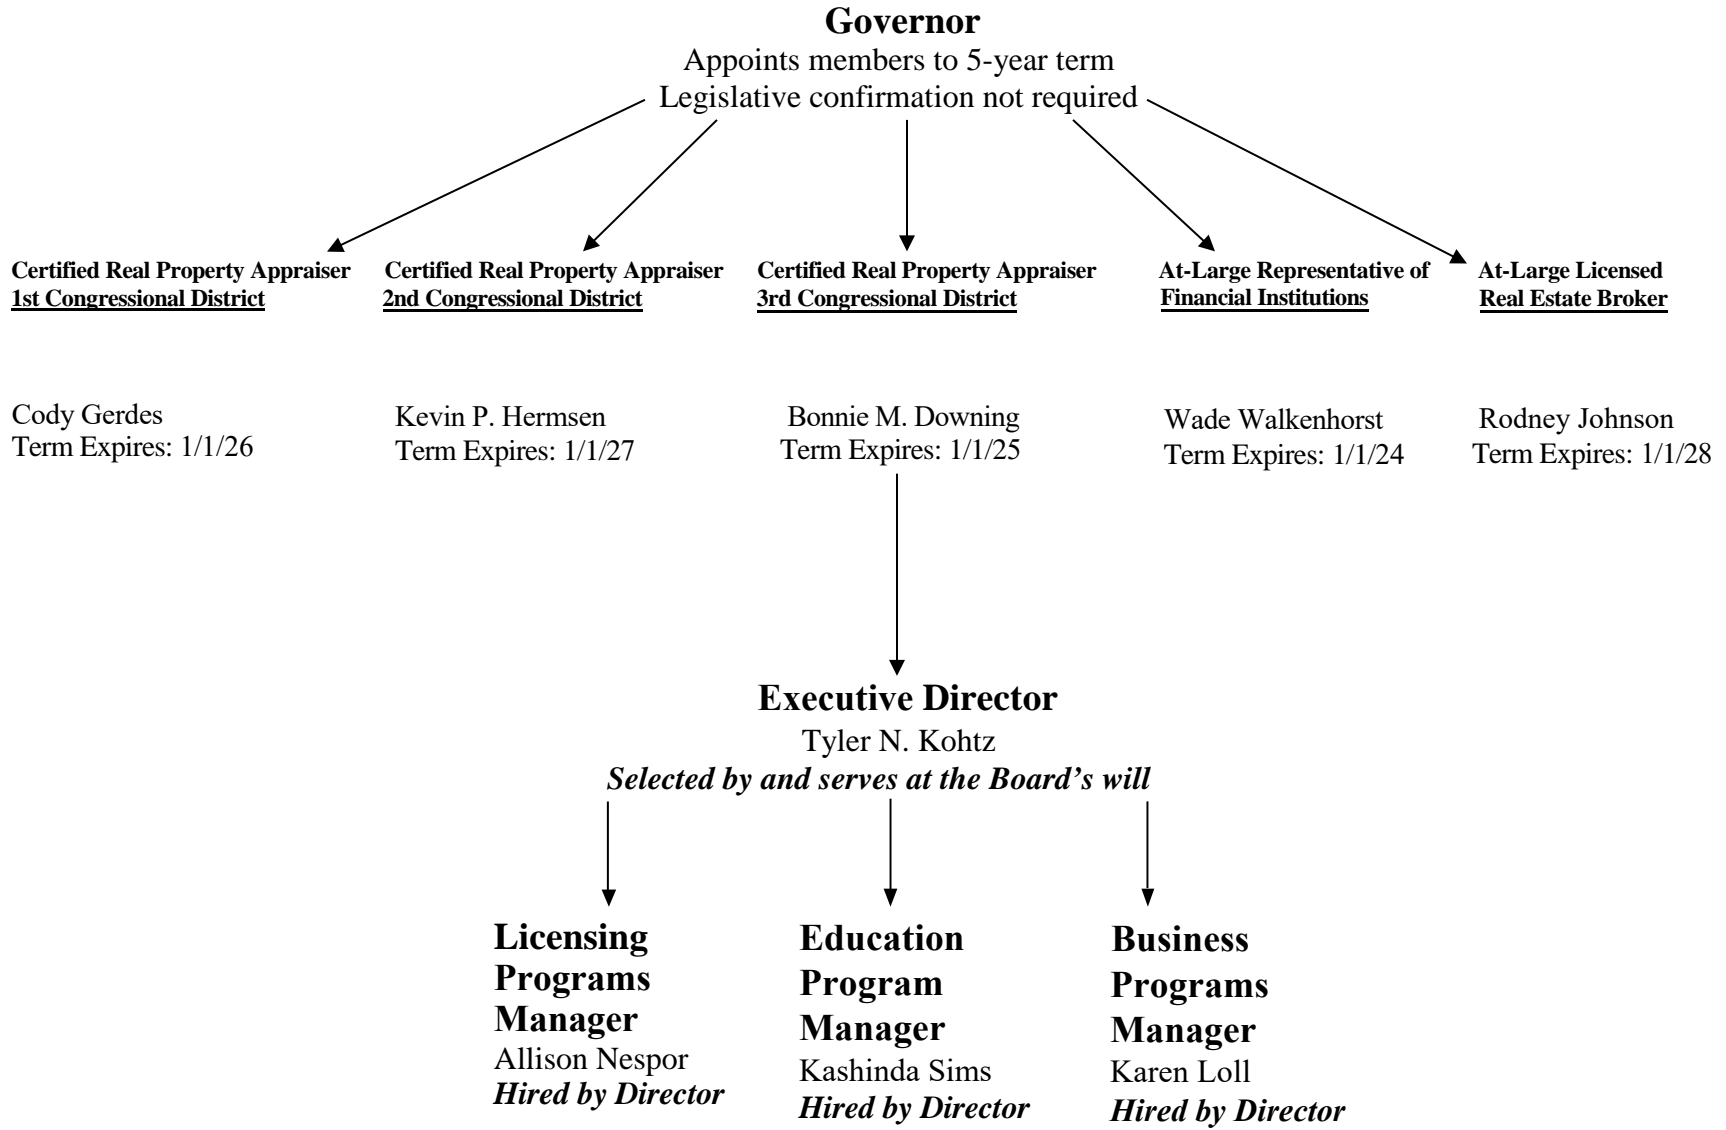 Governor
Appoints members to 5-year term
Legislative confirmation not required
Certified Real Property Appraiser
1st Congressional District
Certified Real Property Appraiser
2nd Congressional District
Certified Real Property Appraiser
3rd Congressional District
At-Large Representative of
Financial Institutions
At-Large Licensed
Real Estate Broker
Cody Gerdes
Term Expires: 1/1/26
Kevin P. Hermsen
Term Expires: 1/1/27
Bonnie M. Downing
Term Expires: 1/1/25
Wade Walkenhorst
Term Expires: 1/1/24
Rodney Johnson
Term Expires: 1/1/28
Executive Director
Tyler N. Kohtz
Selected by and serves at the Board’s will
Licensing
Programs
Manager
Allison Nespor
Hired by Director
Education
Program
Manager
Kashinda Sims
Hired by Director
Business
Programs
Manager
Karen Loll
Hired by Director